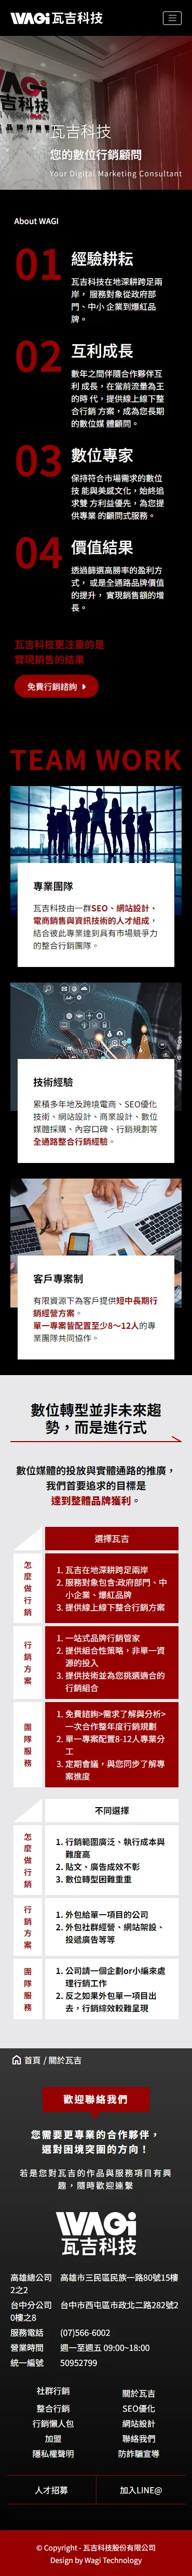 WAGi 瓦吉科技
瓦吉科技
您的數位行銷顧問
Your Digital Marketing Consultant
About WAGI
01 經驗耕耘
瓦吉科技在地深耕跨足兩
岸， 服務對象從政府部
門、中小 企業到爆紅品
牌。
02 互利成長
數年之間伴隨合作夥伴互
利 成長，在當前流量為王
的時 代，提供線上線下整
合行銷 方案，成為您長期
的數位媒 體顧問。
03 數位專家
保持符合市場需求的數位
技 能與美感文化，始終追
求雙 方利益優先，為您提
供專業 的顧問式服務。
04 價值結果
透過篩選高勝率的盈利方
式， 或是全通路品牌價值
的提升， 實現銷售額的增
長。
瓦吉科技更注重的是
實現銷售的結果
免費行銷諮詢
TEAM WORK
專業團隊
瓦吉科技由一群SEO、網站設計、
電商銷售與資訊技術的人才組成，
結合彼此專業達到具有市場競爭力
的整合行銷團隊。
技術經驗
累積多年地及跨境電商、SEO優化
技術、網站設計、商業設計、數位
媒體採購、內容口碑、行銷規劃等
全通路整合行銷經驗。
客戶專案制
有限資源下為客戶提供短中長期行
銷經營方案。
單一專案皆配置至少8～12人的專
業團隊共同協作。
數位轉型並非未來趨
勢，而是進行式
數位媒體的投放與實體通路的推廣，
我們首要追求的目標是
達到整體品牌獲利。
選擇瓦吉
怎麼做行銷
1. 瓦吉在地深耕跨足兩岸
2. 服務對象包含:政府部門、中
小企業、爆紅品牌
3. 提供線上線下整合行銷方案
行銷方案
1. 一站式品牌行銷管家
2. 提供組合性策略，非單一資
源的投入
3. 提供技術並為您挑選適合的
行銷組合
團隊服務
1. 免費諮詢>需求了解與分析>
一次合作整年度行銷規劃
2. 單一專案配置8-12人專業分
工
3. 定期會議，與您同步了解專
案進度
不同選擇
怎麼做行銷
1. 行銷範圍廣泛、執行成本與
難度高
2. 貼文、廣告成效不彰
3. 數位轉型困難重重
行銷方案
1. 外包給單一項目的公司
2. 外包社群經營、網站架設、
投遞廣告等等
團隊服務
1. 公司請一個企劃or小編來處
理行銷工作
2. 反之如果外包單一項目出
去，行銷綜效較難呈現
首頁 / 關於瓦吉
歡迎聯絡我們
您需要更專業的合作夥伴，
選對困境突圍的方向！
若是您對瓦吉的作品與服務項目有興
趣，隨時歡迎連繫
WAGi
瓦吉科技
高雄總公司 高雄市三民區民族一路80號15樓
2之2
台中分公司 台中市西屯區市政北二路282號2
0樓之8
服務電話 (07)566-6002
營業時間 週一至週五 09:00~18:00
統一編號 50952799
社群行銷 關於瓦吉
整合行銷 SEO優化
行銷懶人包 網站設計
加盟 聯絡我們
隱私權聲明 防詐騙宣導
人才招募 加入LINE@
© Copyright - 瓦吉科技股份有限公司
Design by Wagi Technology